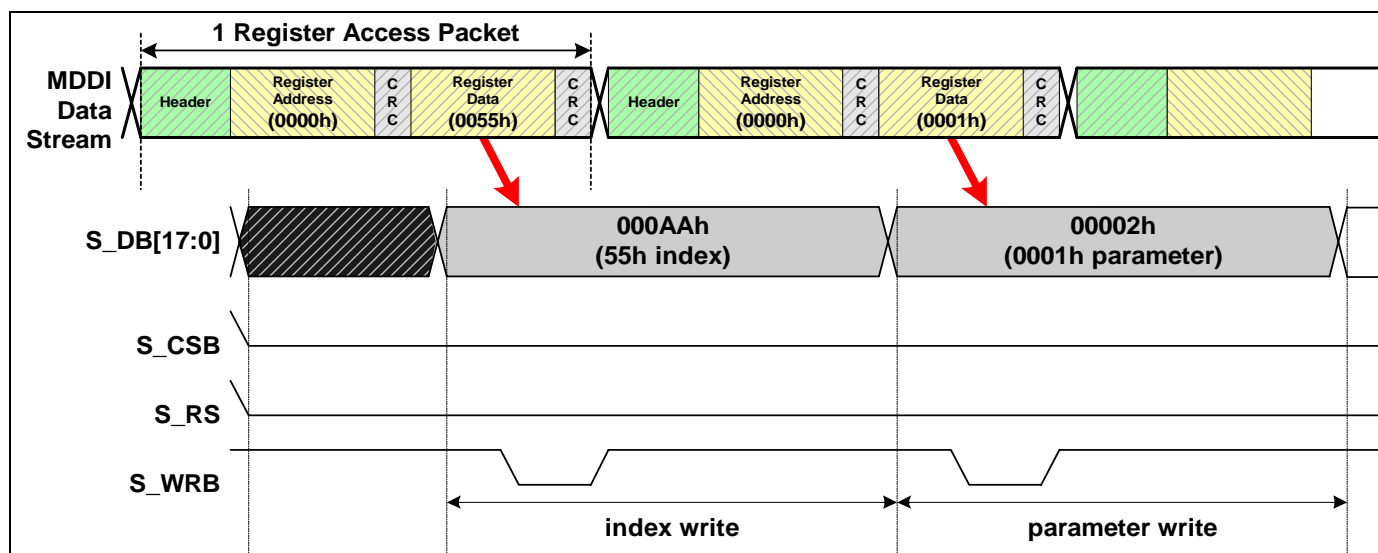 1 Register Access Packet
MDDI
Data
Stream
Header
Register
Address
(0000h)
C
R
C
Register
Data
(0055h)
C
R
C
Header
Register
Address
(0000h)
C
R
C
Register
Data
(0001h)
C
R
C
S_DB[17:0]
000AAh
(55h index)
00002h
(0001h parameter)
S_CSB
S_RS
S_WRB
index write
parameter write